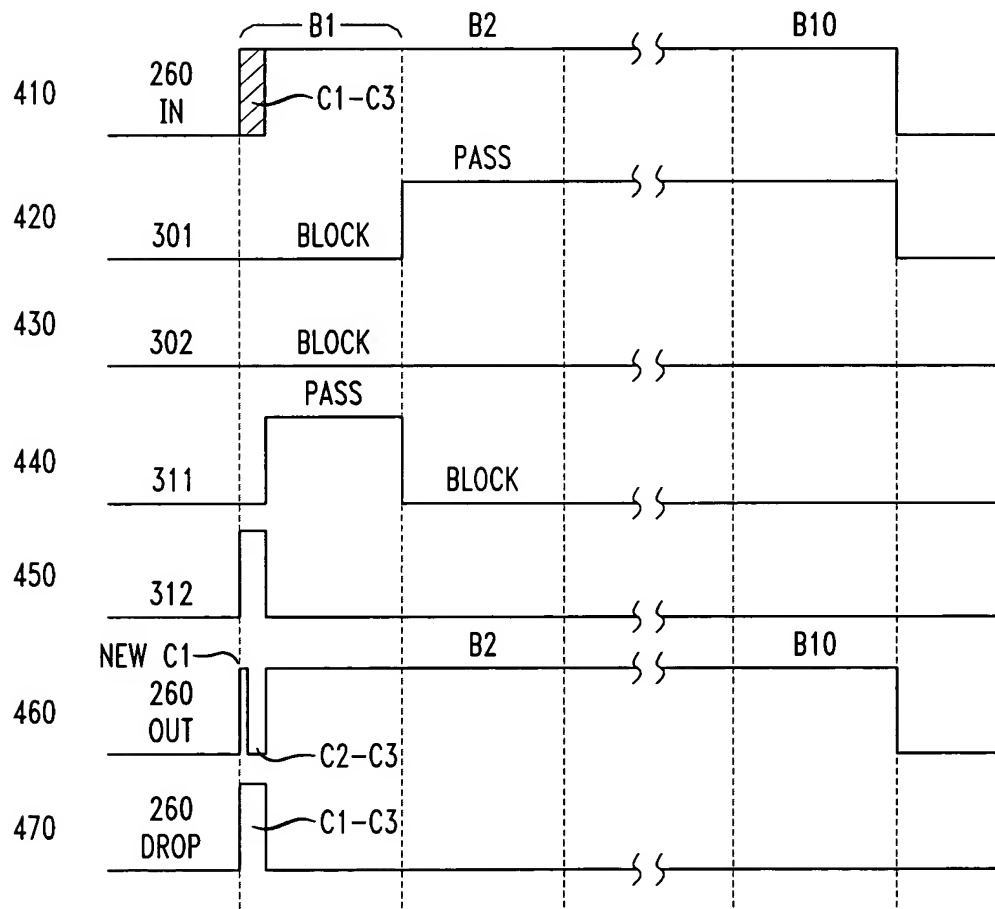 B1 B2 B10
410 260 IN C1-C3
PASS
420 301 BLOCK
430 302 BLOCK
PASS
440 311 BLOCK
450 312
NEW C1 B2 B10
460 260 OUT C2-C3
470 260 DROP C1-C3